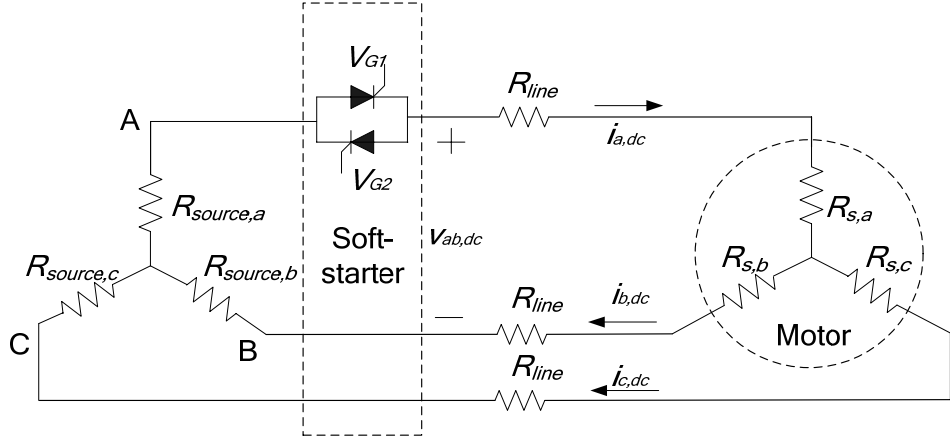 V_G1
R_line
A
i_a,dc
+
V_G2
R_source,a
R_s,a
Soft-
starter
v_ab,dc
R_source,c
R_source,b
R_s,b
R_s,c
R_line
i_b,dc
−
C
B
Motor
R_line
i_c,dc